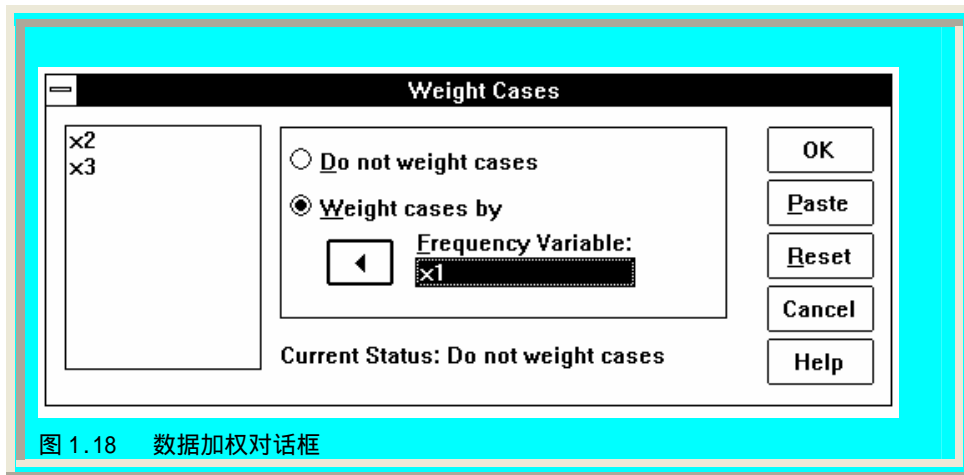 Weight Cases
x2
x3
Do not weight cases
Weight cases by
Frequency Variable:
x1
Current Status: Do not weight cases
OK
Paste
Reset
Cancel
Help
图 1.18 数据加权对话框